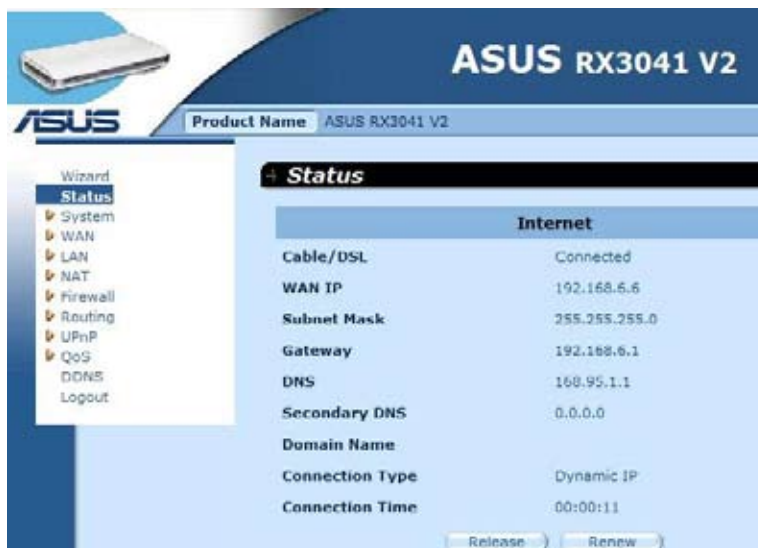 ASUS RX3041 V2
ASUS
Product Name ASUS RX3041 V2
Wizard
Status
System
WAN
LAN
NAT
Firewall
Routing
UPnP
QoS
DDNS
Logout
Status
Internet
Cable/DSL Connected
WAN IP 192.168.6.6
Subnet Mask 255.255.255.0
Gateway 192.168.6.1
DNS 168.95.1.1
Secondary DNS 0.0.0.0
Domain Name
Connection Type Dynamic IP
Connection Time 00:00:11
Release Renew